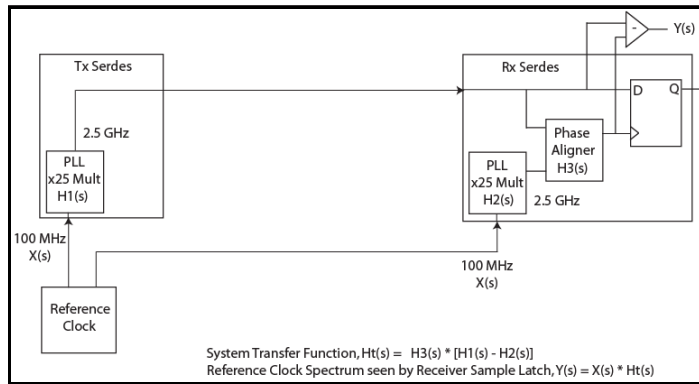 Y(s)
-
Tx Serdes
Rx Serdes
D
Q
2.5 GHz
Phase
Aligner
H3(s)
PLL
x25 Mult
H1(s)
PLL
x25 Mult
H2(s)
2.5 GHz
100 MHz
X(s)
100 MHz
X(s)
Reference
Clock
System Transfer Function, Ht(s) = H3(s) * [H1(s) - H2(s)]
Reference Clock Spectrum seen by Receiver Sample Latch, Y(s) = X(s) * Ht(s)